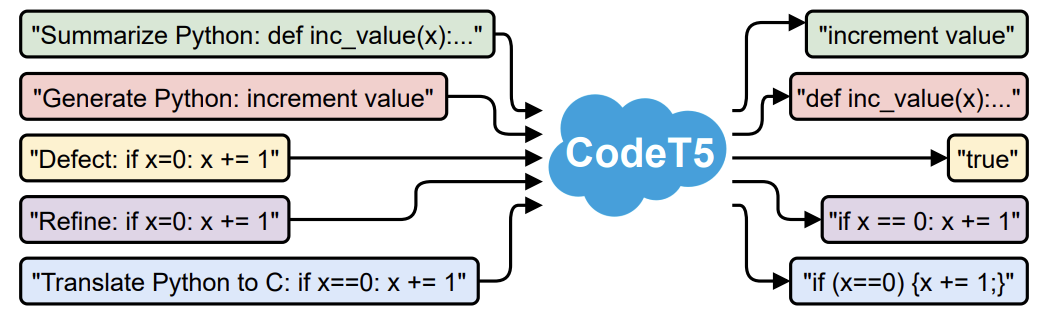 "Summarize Python: def inc_value(x):..."
"increment value"
"Generate Python: increment value"
"def inc_value(x):..."
CodeT5
"Defect: if x=0: x += 1"
"true"
"Refine: if x=0: x += 1"
"if x == 0: x += 1"
"Translate Python to C: if x==0: x += 1"
"if (x==0) {x += 1;}"